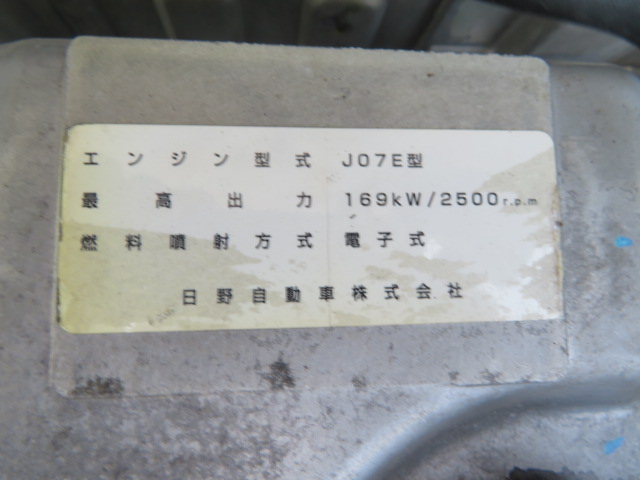 エンジン型式 J07E型
最高出力 169kW/2500r.p.m
燃料噴射方式 電子式
日野自動車株式会社